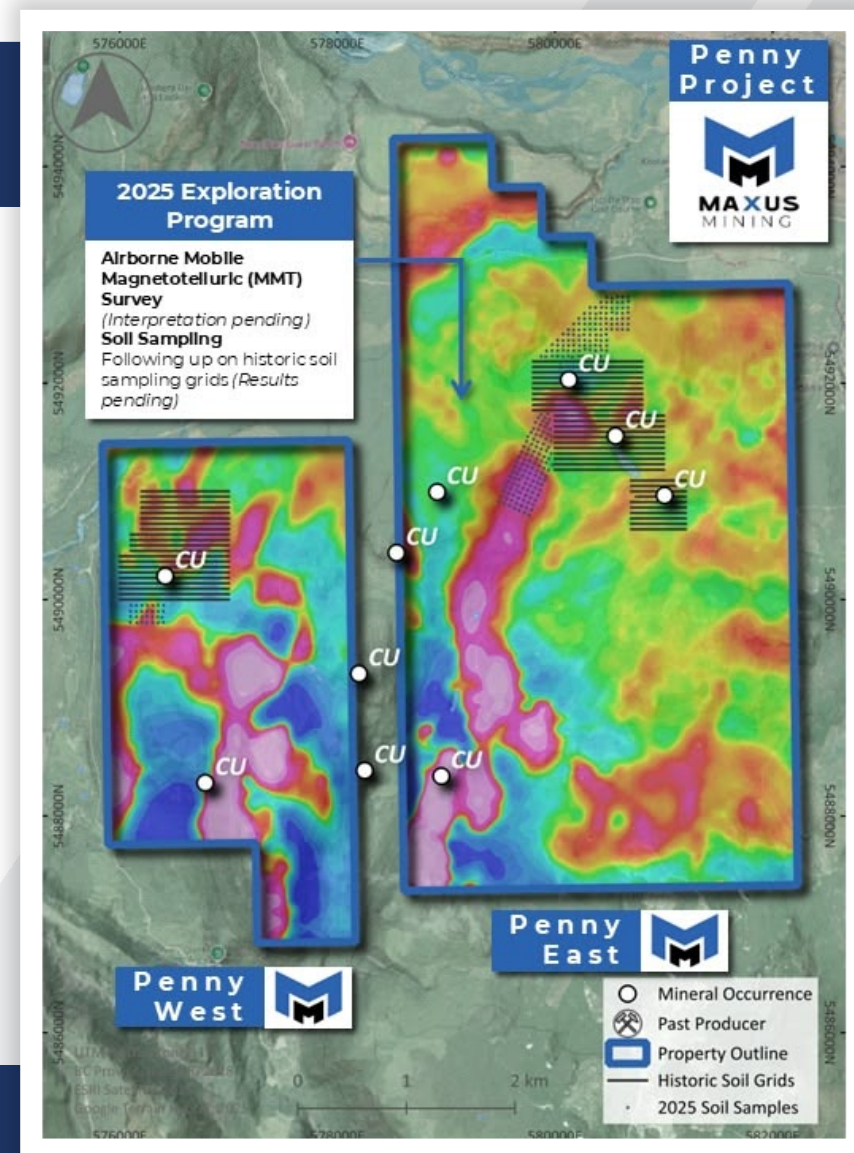 576000E
578000E
580000E
Penny
Project
MAXUS
MINING
2025 Exploration
Program
Airborne Mobile
Magnetotelluric (MMT)
Survey
(Interpretation pending)
Soil Sampling
Following up on historic soil
sampling grids (Results
pending)
5494000N
5492000N
5492000N
5490000N
5490000N
5488000N
5488000N
5486000N
5486000N
CU
CU
CU
CU
CU
CU
CU
CU
CU
CU
Penny
East
Penny
West
Mineral Occurrence
Past Producer
Property Outline
Historic Soil Grids
2025 Soil Samples
0 1 2 km
576000E
578000E
580000E
582000E